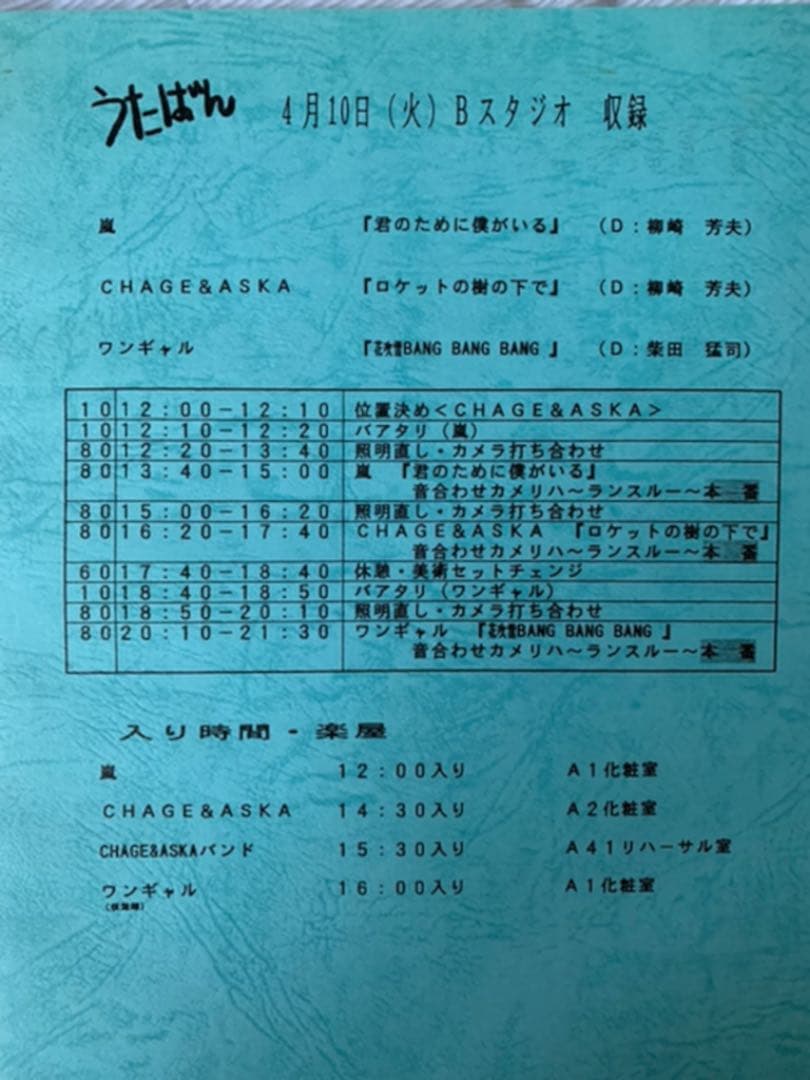 うたばん 4月10日(火)Bスタジオ 収録
嵐 『君のために僕がいる』 (D:柳崎 芳夫)
CHAGE&ASKA 『ロケットの樹の下で』 (D:柳崎 芳夫)
ワンギャル 『花吹雪BANG BANG BANG 』 (D:柴田 猛司)
10 12:00-12:10 位置決め<CHAGE&ASKA>
10 12:10-12:20 バアタリ(嵐)
80 12:20-13:40 照明直し・カメラ打ち合わせ
80 13:40-15:00 嵐 『君のために僕がいる』
音合わせカメリハ~ランスルー~本 番
80 15:00-16:20 照明直し・カメラ打ち合わせ
80 16:20-17:40 CHAGE&ASKA 『ロケットの樹の下で』
音合わせカメリハ~ランスルー~本 番
60 17:40-18:40 休憩・美術セットチェンジ
10 18:40-18:50 バアタリ(ワンギャル)
80 18:50-20:10 照明直し・カメラ打ち合わせ
80 20:10-21:30 ワンギャル 『花吹雪BANG BANG BANG 』
音合わせカメリハ~ランスルー~本 番
入り時間・楽屋
嵐 12:00入り A1化粧室
CHAGE&ASKA 14:30入り A2化粧室
CHAGE&ASKAバンド 15:30入り A41リハーサル室
ワンギャル 16:00入り A1化粧室